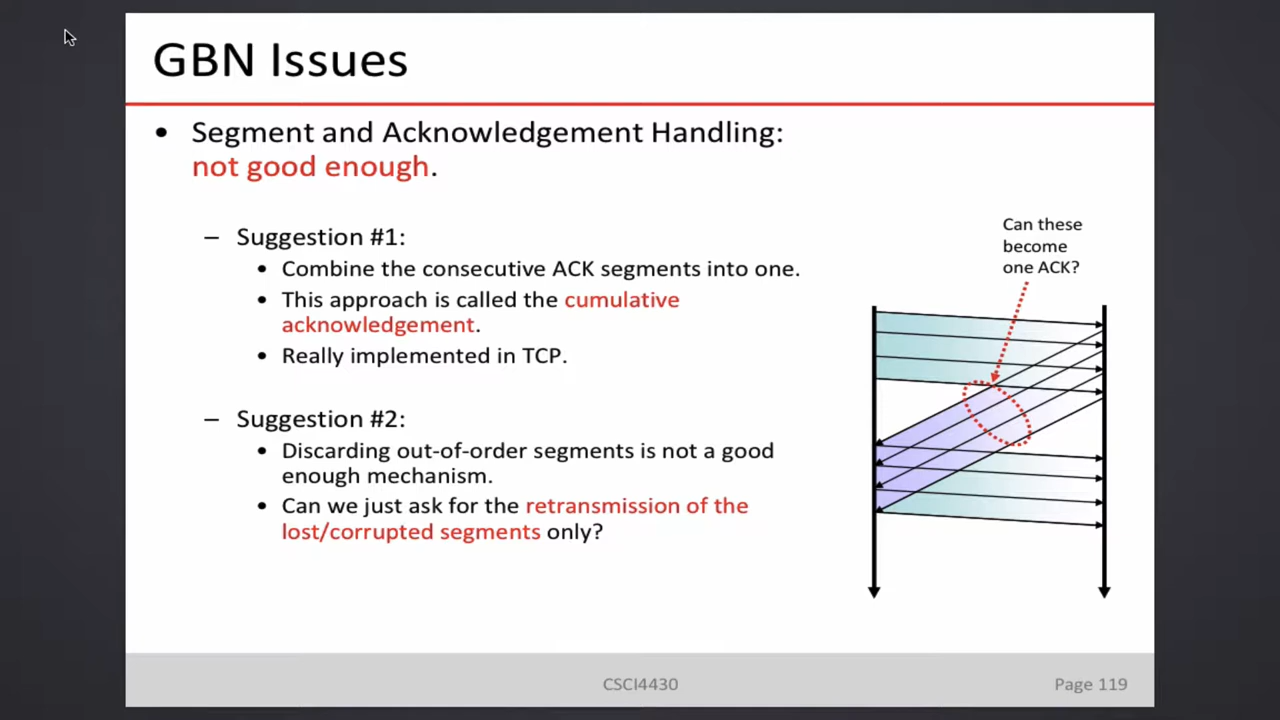 GBN Issues
• Segment and Acknowledgement Handling:
not good enough.
– Suggestion #1:
• Combine the consecutive ACK segments into one.
• This approach is called the cumulative
acknowledgement.
• Really implemented in TCP.
– Suggestion #2:
• Discarding out-of-order segments is not a good
enough mechanism.
• Can we just ask for the retransmission of the
lost/corrupted segments only?
Can these
become
one ACK?
CSCI4430
Page 119